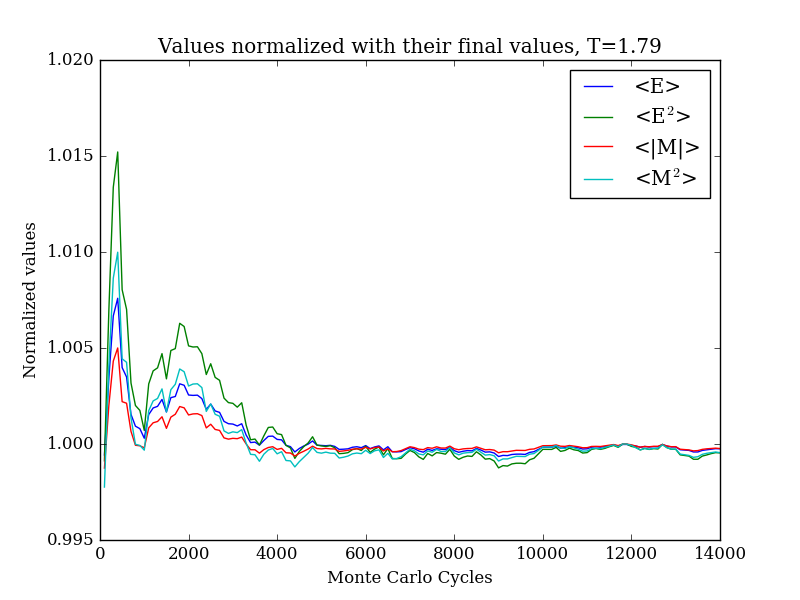 Values normalized with their final values, T=1.79
1.020
1.015
1.010
1.005
1.000
0.995
Normalized values
<E>
<E²>
<|M|>
<M²>
0
2000
4000
6000
8000
10000
12000
14000
Monte Carlo Cycles